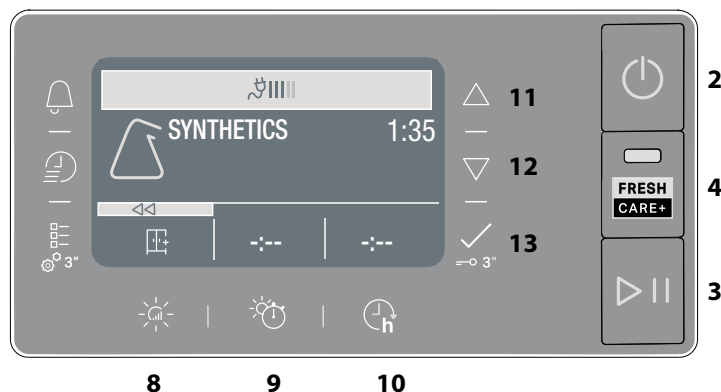 2
11
SYNTHETICS 1:35
12
FRESH
CARE+
4
-:-- -:--
13
3"
3"
3
h
8 9 10